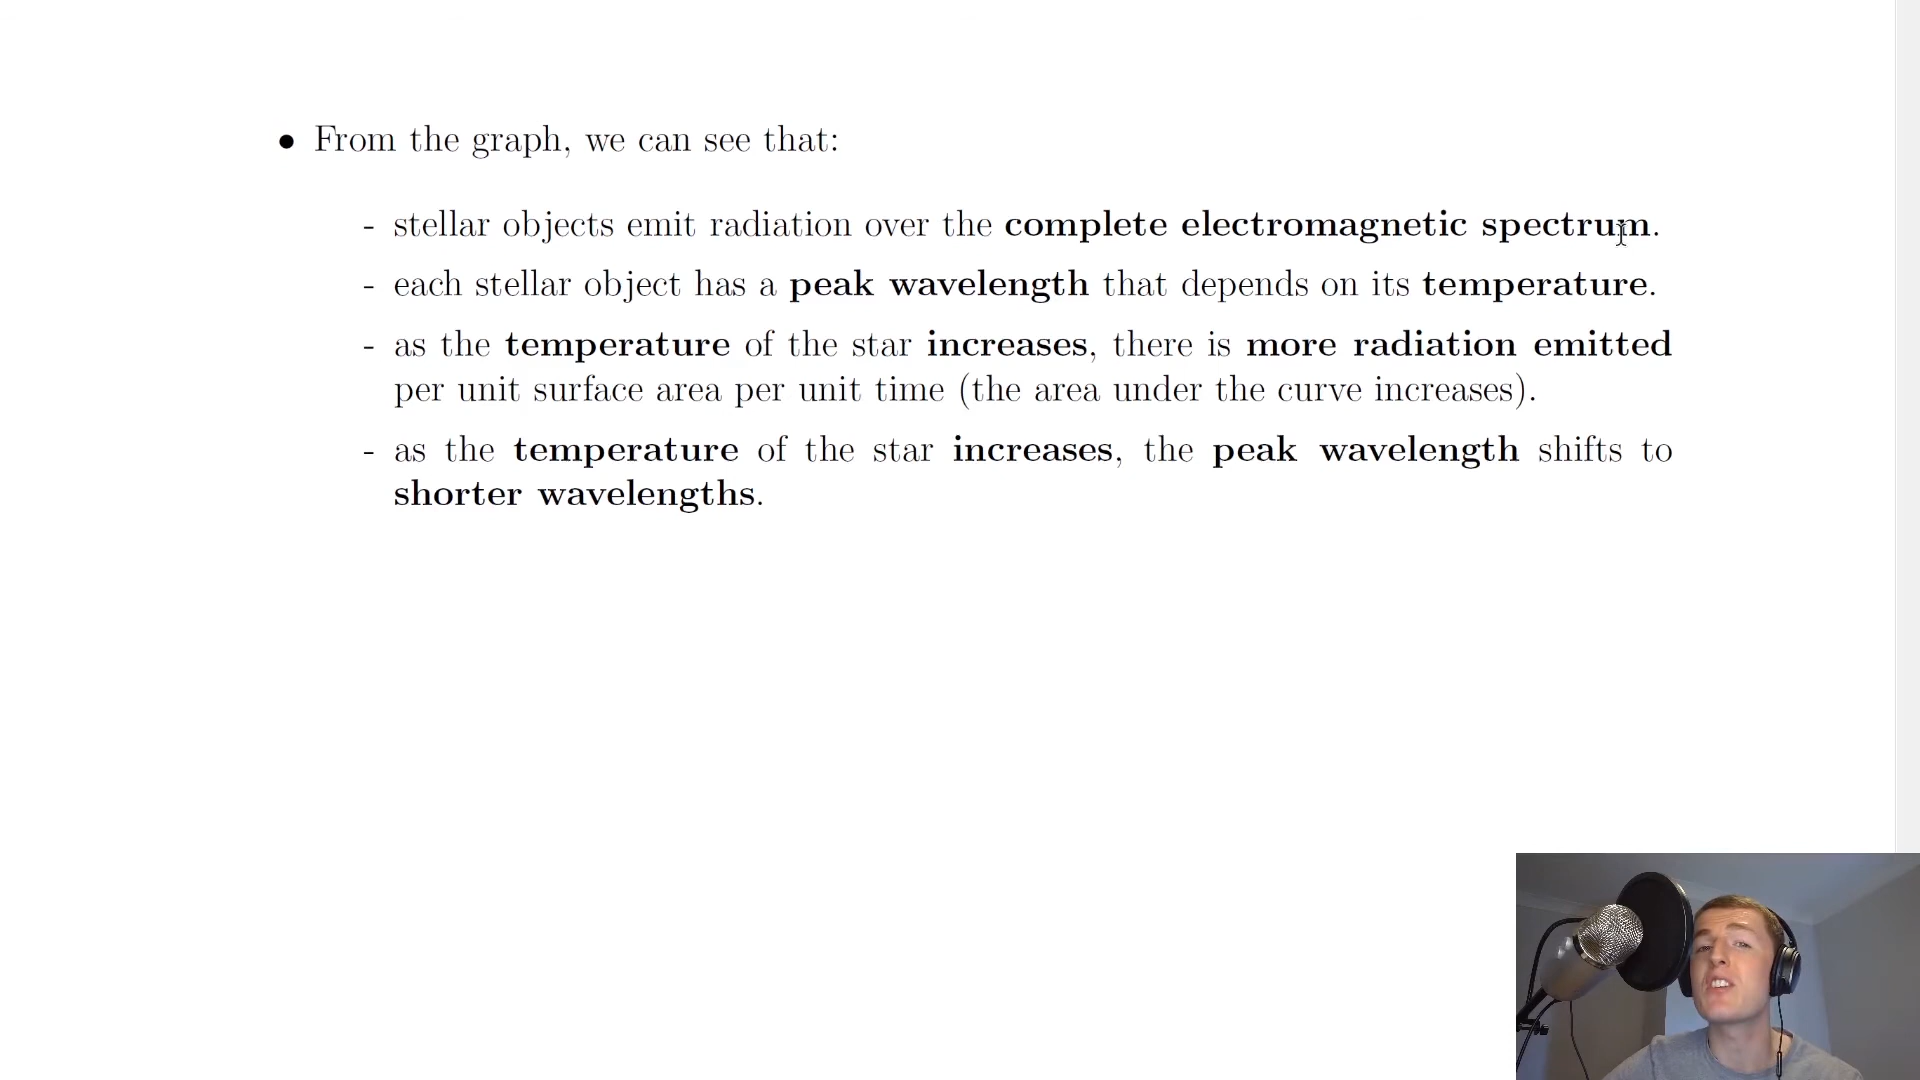 • From the graph, we can see that:
- stellar objects emit radiation over the complete electromagnetic spectrum.
- each stellar object has a peak wavelength that depends on its temperature.
- as the temperature of the star increases, there is more radiation emitted
per unit surface area per unit time (the area under the curve increases).
- as the temperature of the star increases, the peak wavelength shifts to
shorter wavelengths.